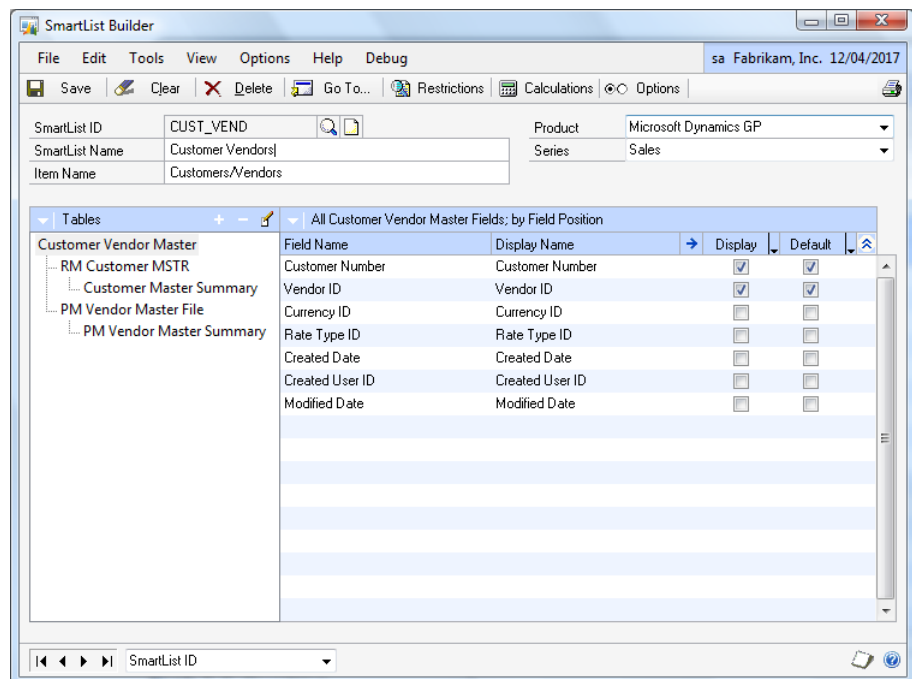 SmartList Builder
File Edit Tools View Options Help Debug sa Fabrikam, Inc. 12/04/2017
Save Clear Delete Go To... Restrictions Calculations Options
SmartList ID CUST_VEND Product Microsoft Dynamics GP
SmartList Name Customer Vendors Series Sales
Item Name Customers/Vendors
Tables All Customer Vendor Master Fields; by Field Position
Customer Vendor Master Field Name Display Name Display Default
RM Customer MSTR Customer Number Customer Number
Customer Master Summary Vendor ID Vendor ID
PM Vendor Master File Currency ID Currency ID
PM Vendor Master Summary Rate Type ID Rate Type ID
Created Date Created Date
Created User ID Created User ID
Modified Date Modified Date
SmartList ID